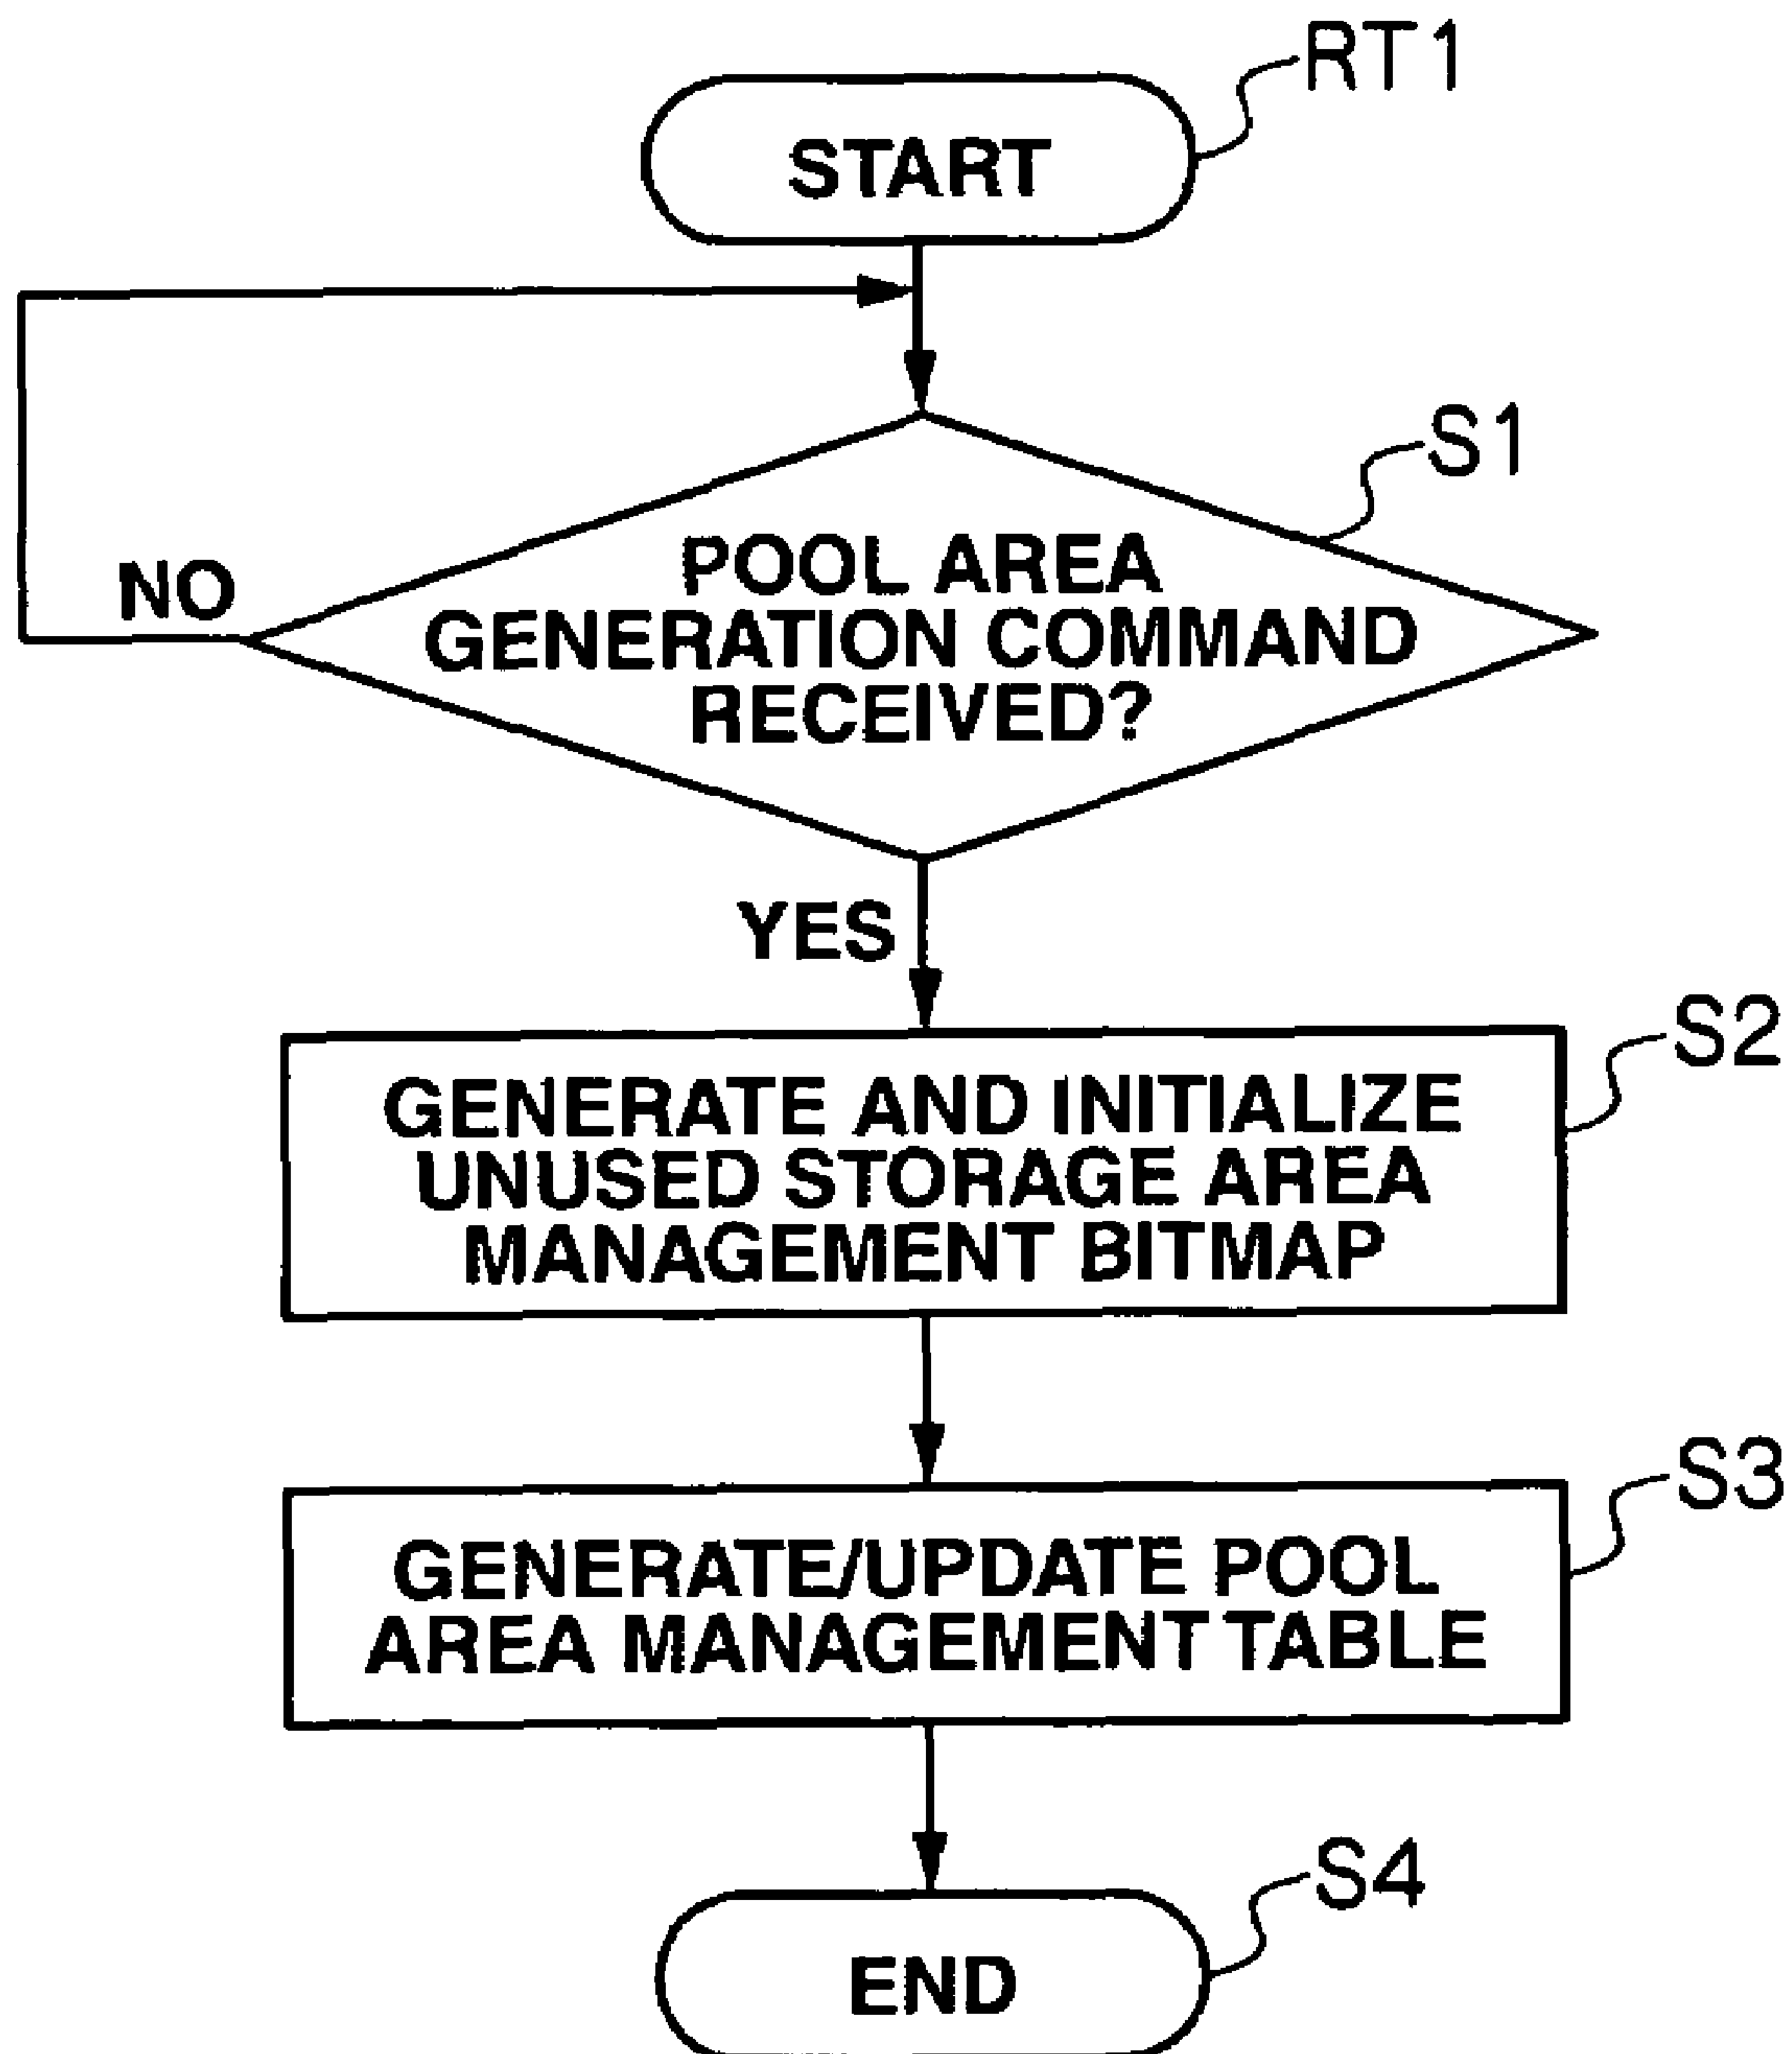 RT1
START
S1
POOL AREA
GENERATION COMMAND
RECEIVED?
NO
YES
S2
GENERATE AND INITIALIZE
UNUSED STORAGE AREA
MANAGEMENT BITMAP
S3
GENERATE/UPDATE POOL
AREA MANAGEMENT TABLE
S4
END